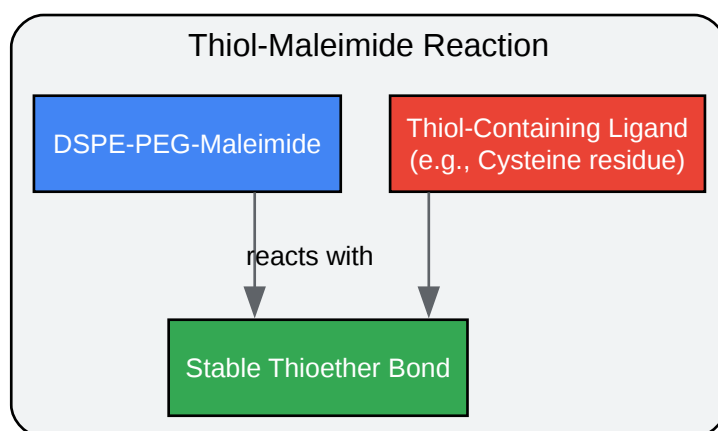 Thiol-Maleimide Reaction
DSPE-PEG-Maleimide
Thiol-Containing Ligand
(e.g., Cysteine residue)
reacts with
Stable Thioether Bond